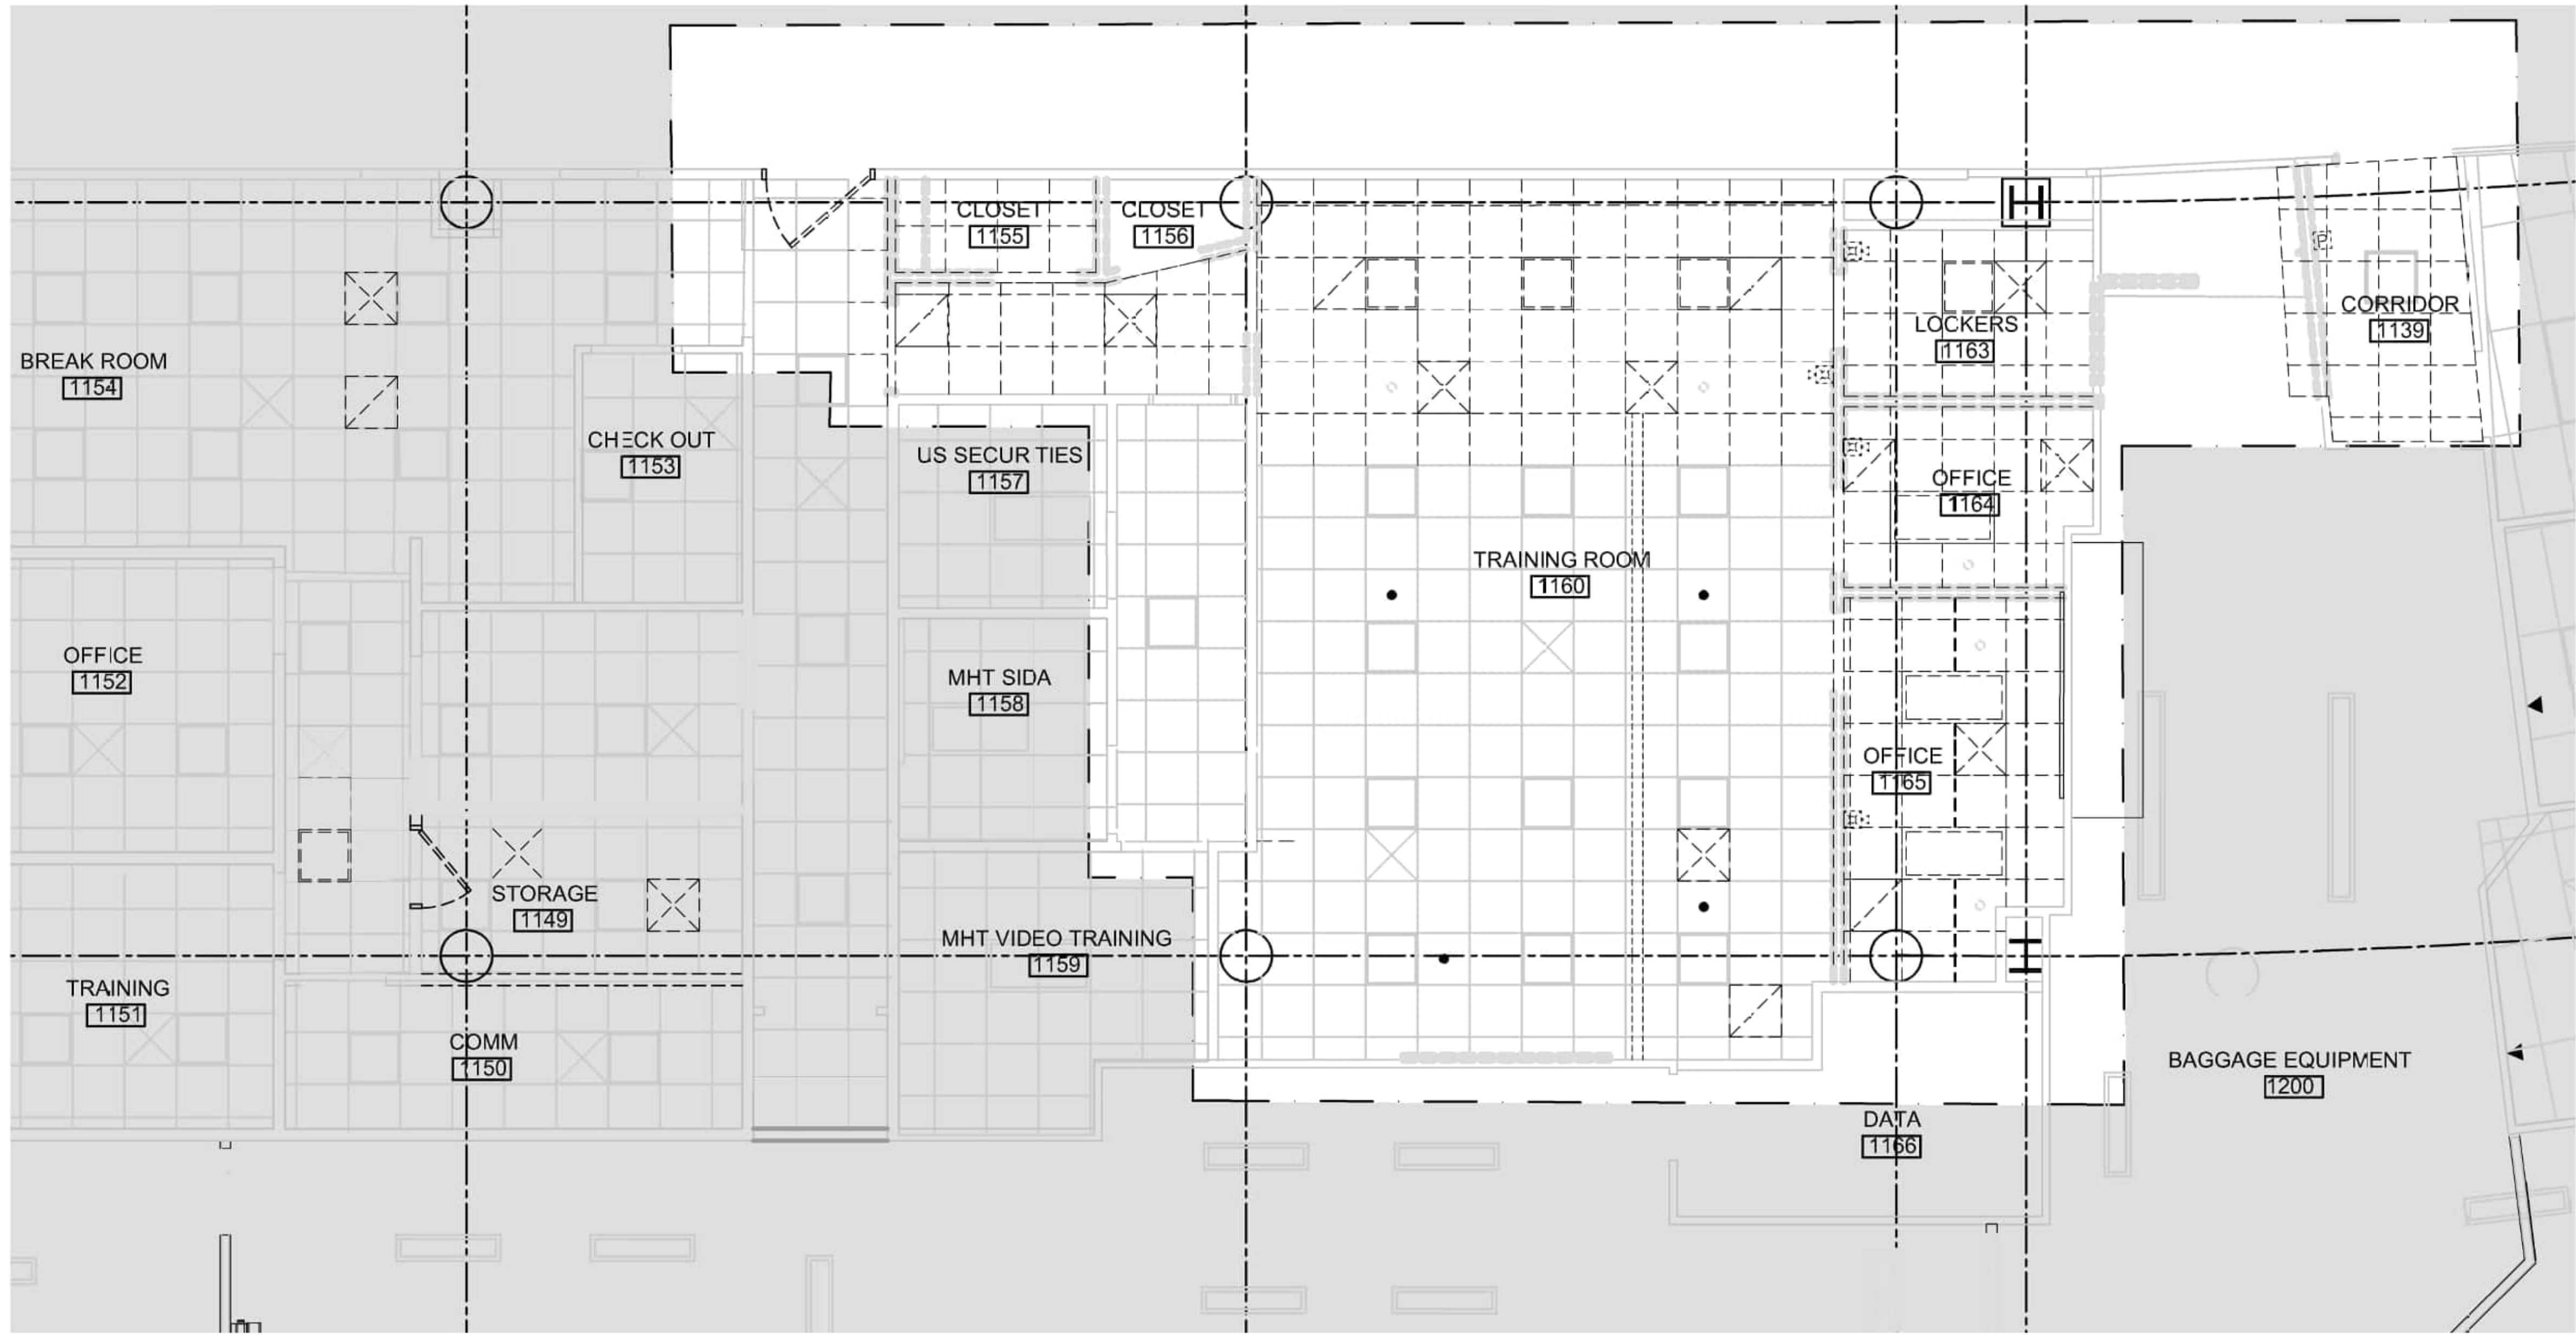 CLOSET
1155
CLOSET
1156
BREAK ROOM
1154
CHECK OUT
1153
US SECUR TIES
1157
LOCKERS
1163
CORRIDOR
1139
P
OFFICE
1164
TRAINING ROOM
1160
OFFICE
1152
MHT SIDA
1158
OFFICE
1165
STORAGE
1149
MHT VIDEO TRAINING
1159
TRAINING
1151
COMM
1150
BAGGAGE EQUIPMENT
1200
DATA
1166